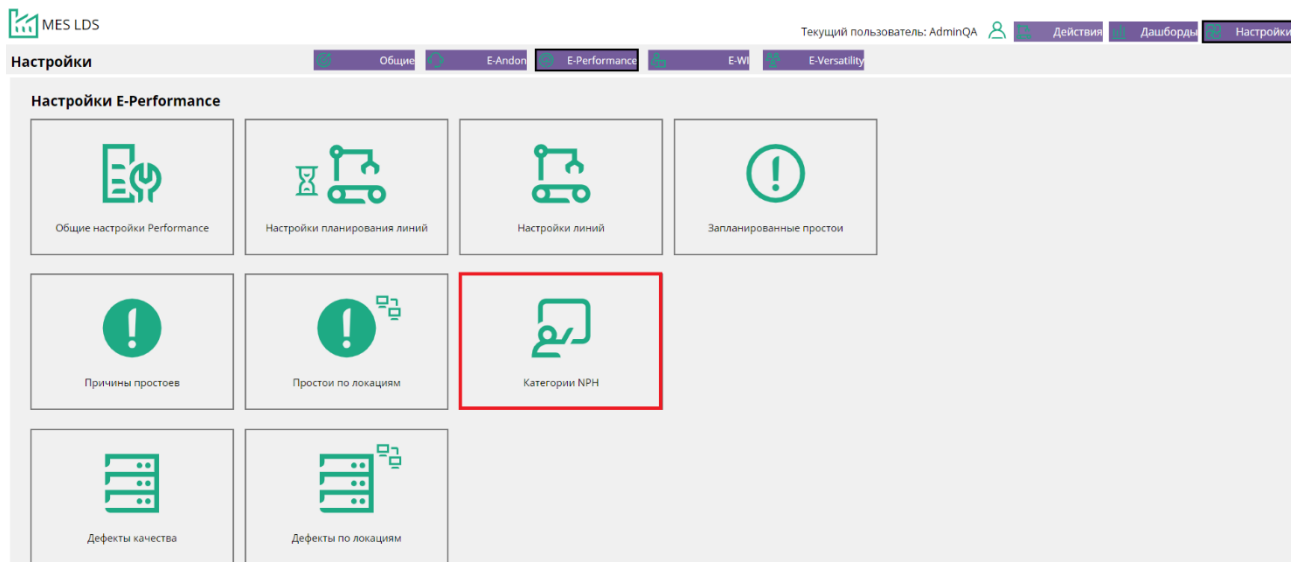 MES LDS
Текущий пользователь: AdminQA
Действия
Дашборды
Настройки
Настройки
Общие
E-Andon
E-Performance
E-WI
E-Versatility
Настройки E-Performance
Общие настройки Performance
Настройки планирования линий
Настройки линий
Запланированные простои
Причины простоев
Простои по локациям
Категории NPH
Дефекты качества
Дефекты по локациям